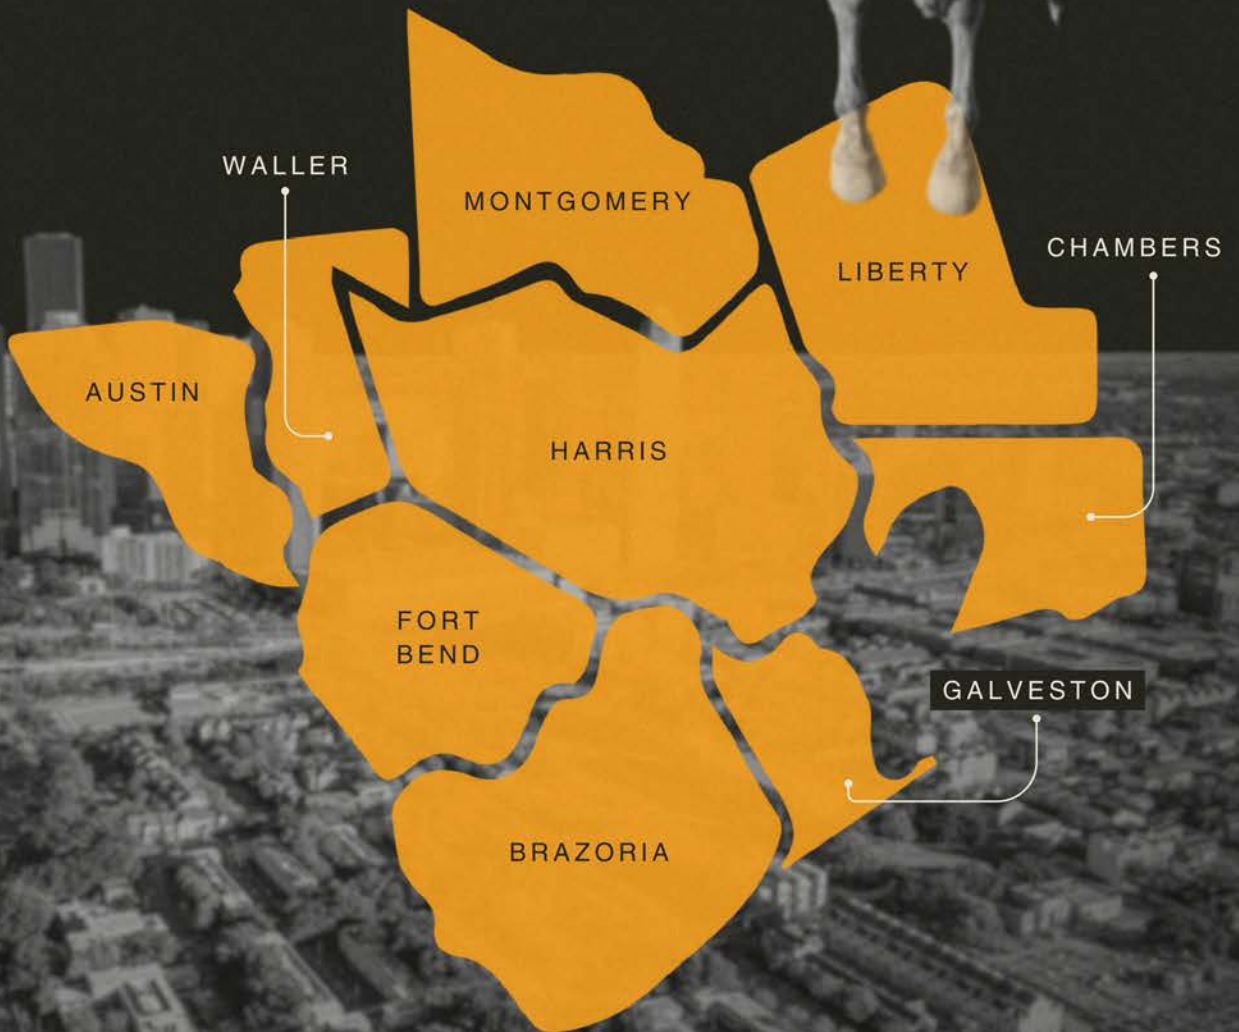 WALLER
MONTGOMERY
CHAMBERS
LIBERTY
AUSTIN
HARRIS
FORT
BEND
GALVESTON
BRAZORIA